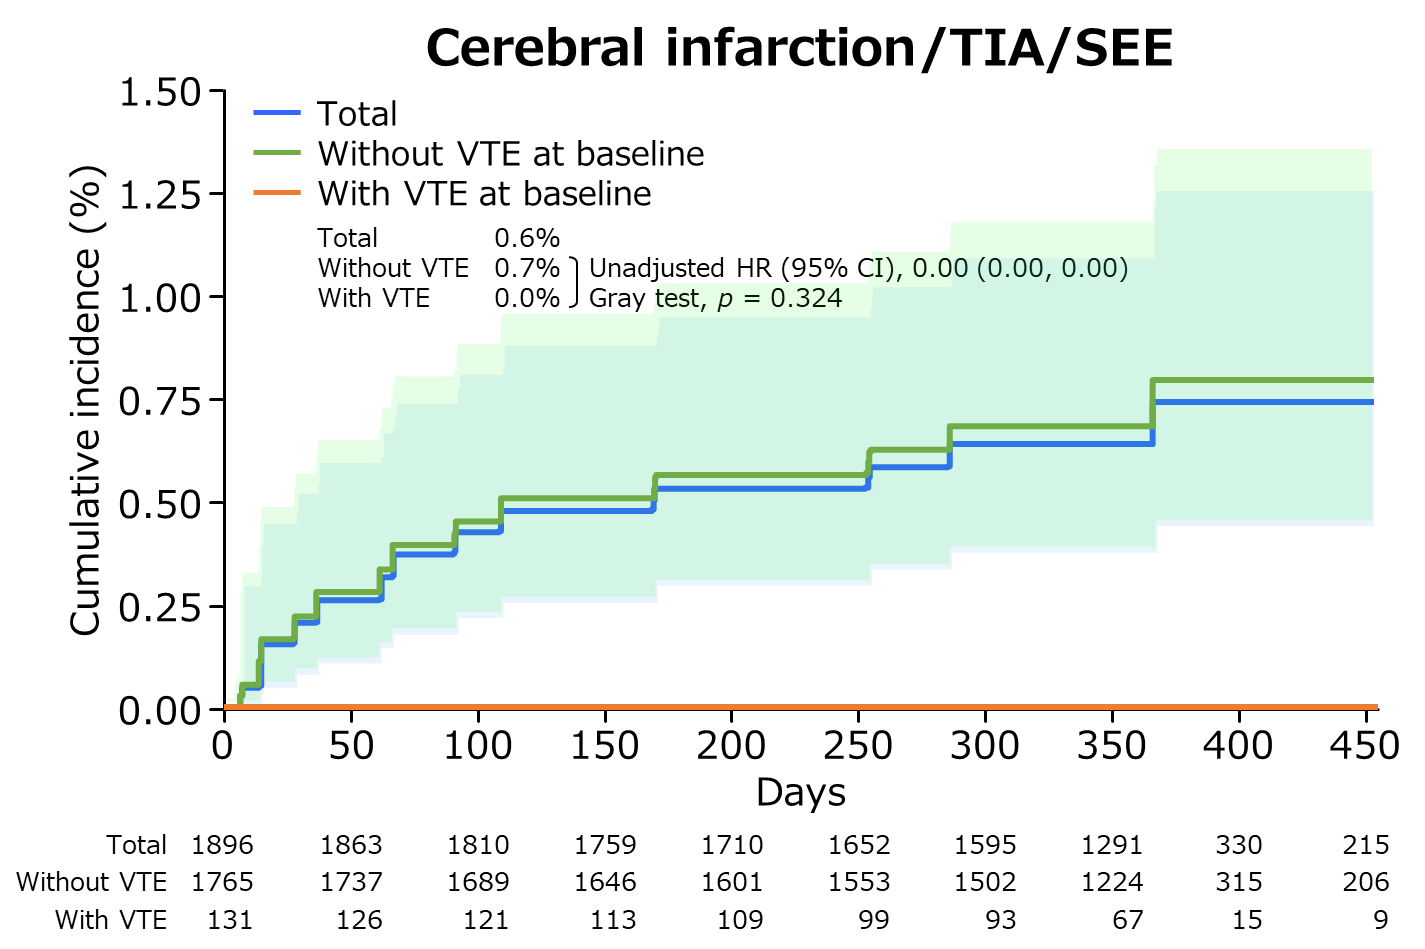 Cerebral infarction/TIA/SEE
Cumulative incidence (%)
1.50
1.25
1.00
0.75
0.50
0.25
0.00
Total
Without VTE at baseline
With VTE at baseline
Total 0.6%
Without VTE 0.7% Unadjusted HR (95% CI), 0.00 (0.00, 0.00)
With VTE 0.0% Gray test, p = 0.324
0 50 100 150 200 250 300 350 400 450
Days
Total 1896 1863 1810 1759 1710 1652 1595 1291 330 215
Without VTE 1765 1737 1689 1646 1601 1553 1502 1224 315 206
With VTE 131 126 121 113 109 99 93 67 15 9